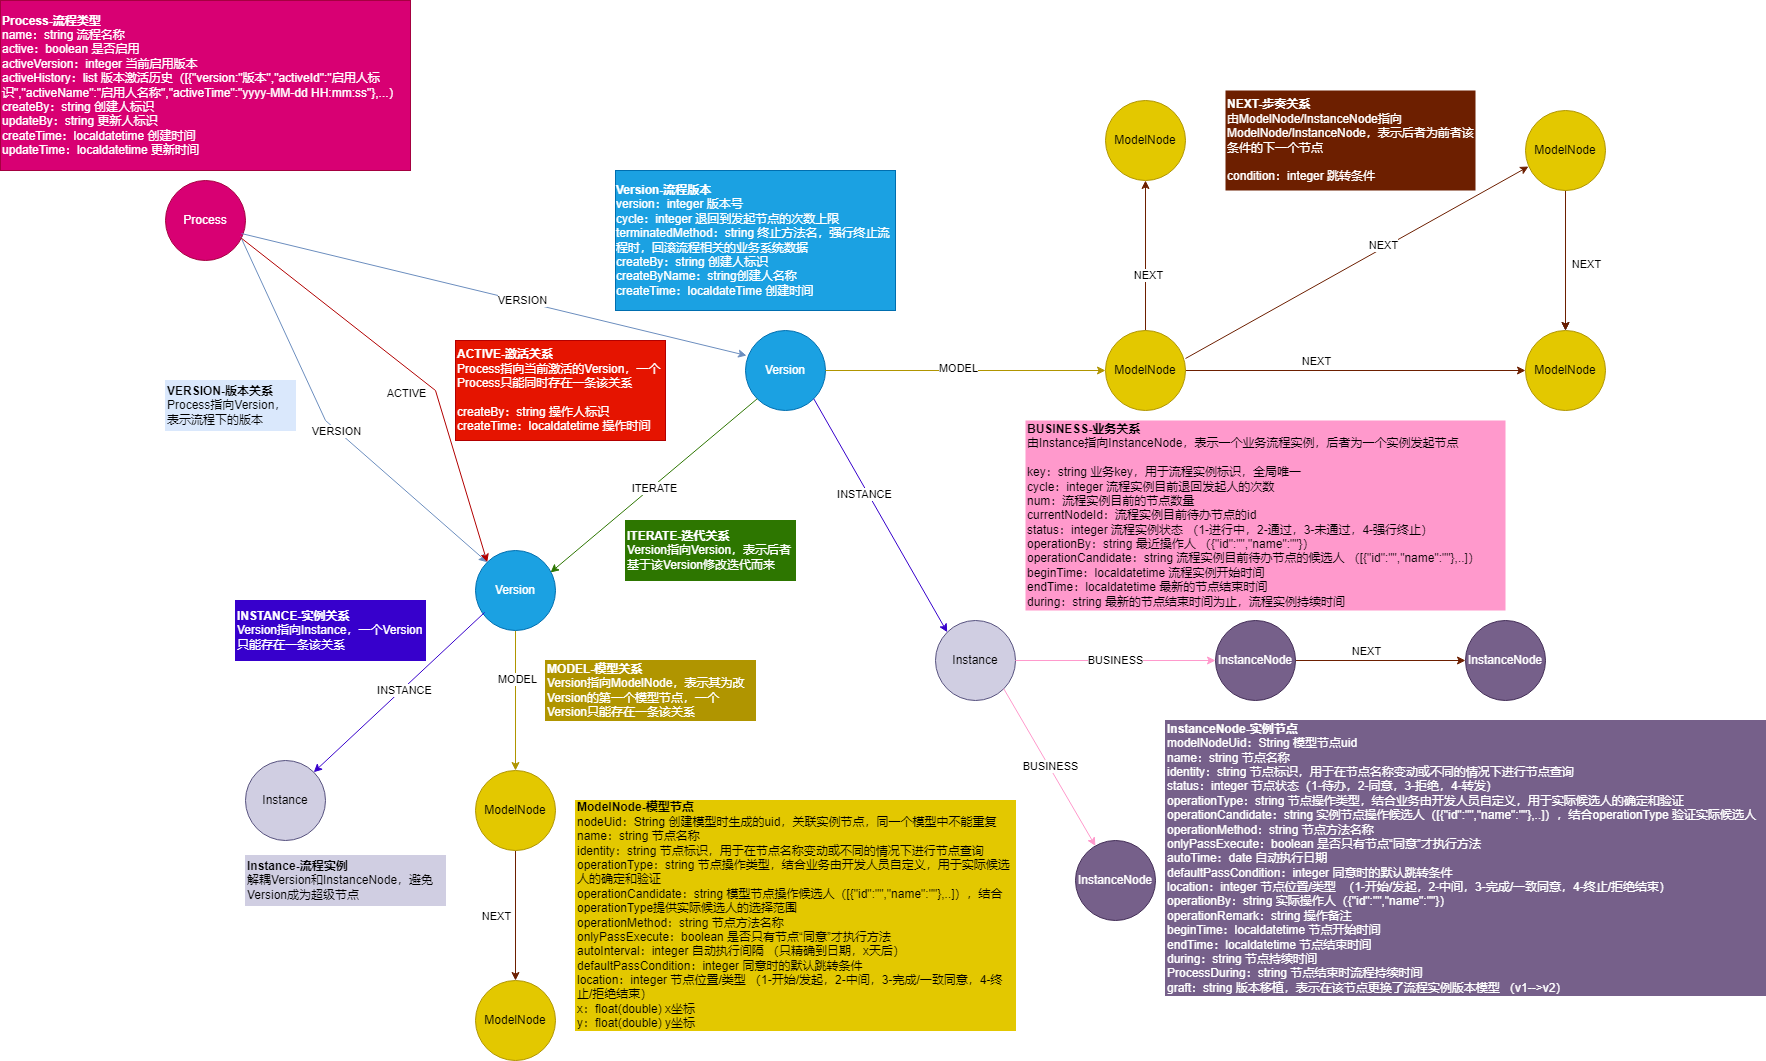 Process-流程类型
name：string 流程名称
active：boolean 是否启用
activeVersion：integer 当前启用版本
activeHistory：list 版本激活历史（[{"version:"版本","activeId":"启用人标
识","activeName":"启用人名称","activeTime":"yyyy-MM-dd HH:mm:ss"},...）
createBy：string 创建人标识
updateBy：string 更新人标识
createTime：localdatetime 创建时间
updateTime：localdatetime 更新时间
Process
Version-流程版本
version：integer 版本号
cycle：integer 退回到发起节点的次数上限
terminatedMethod：string 终止方法名，强行终止流
程时，回滚流程相关的业务系统数据
createBy：string 创建人标识
createByName：string创建人名称
createTime：localdateTime 创建时间
ModelNode
NEXT-步奏关系
由ModelNode/InstanceNode指向
ModelNode/InstanceNode，表示后者为前者该
条件的下一个节点
condition：integer 跳转条件
ModelNode
NEXT
NEXT
NEXT
VERSION
ACTIVE-激活关系
Process指向当前激活的Version，一个
Process只能同时存在一条该关系
createBy：string 操作人标识
createTime：localdatetime 操作时间
Version
MODEL
ModelNode
NEXT
ModelNode
VERSION-版本关系
Process指向Version，
表示流程下的版本
ACTIVE
VERSION
ITERATE
INSTANCE
BUSINESS-业务关系
由Instance指向InstanceNode，表示一个业务流程实例，后者为一个实例发起节点
key：string 业务key，用于流程实例标识，全局唯一
cycle：integer 流程实例目前退回发起人的次数
num：流程实例目前的节点数量
currentNodeId：流程实例目前待办节点的id
status：integer 流程实例状态 （1-进行中，2-通过，3-未通过，4-强行终止）
operationBy：string 最近操作人 （{"id":"","name":""}）
operationCandidate：string 流程实例目前待办节点的候选人 （[{"id":"","name":""},..]）
beginTime：localdatetime 流程实例开始时间
endTime：localdatetime 最新的节点结束时间
during：string 最新的节点结束时间为止，流程实例持续时间
ITERATE-迭代关系
Version指向Version，表示后者
基于该Version修改迭代而来
Version
INSTANCE-实例关系
Version指向Instance，一个Version
只能存在一条该关系
INSTANCE
MODEL
MODEL-模型关系
Version指向ModelNode，表示其为改
Version的第一个模型节点，一个
Version只能存在一条该关系
Instance
BUSINESS
InstanceNode
NEXT
InstanceNode
BUSINESS
InstanceNode
InstanceNode-实例节点
modelNodeUid：String 模型节点uid
name：string 节点名称
identity：string 节点标识，用于在节点名称变动或不同的情况下进行节点查询
status：integer 节点状态（1-待办，2-同意，3-拒绝，4-转发）
operationType：string 节点操作类型，结合业务由开发人员自定义，用于实际候选人的确定和验证
operationCandidate：string 实例节点操作候选人（[{"id":"","name":""},..]），结合operationType 验证实际候选人
operationMethod：string 节点方法名称
onlyPassExecute：boolean 是否只有节点"同意"才执行方法
autoTime：date 自动执行日期
defaultPassCondition：integer 同意时的默认跳转条件
location：integer 节点位置/类型 （1-开始/发起，2-中间，3-完成/一致同意，4-终止/拒绝结束）
operationBy：string 实际操作人（{"id":"","name":""}）
operationRemark：string 操作备注
beginTime：localdatetime 节点开始时间
endTime：localdatetime 节点结束时间
during：string 节点持续时间
ProcessDuring：string 节点结束时流程持续时间
graft：string 版本移植，表示在该节点更换了流程实例版本模型 （v1-->v2）
Instance
Instance-流程实例
解耦Version和InstanceNode，避免
Version成为超级节点
ModelNode
NEXT
ModelNode
ModelNode-模型节点
nodeUid：String 创建模型时生成的uid，关联实例节点，同一个模型中不能重复
name：string 节点名称
identity：string 节点标识，用于在节点名称变动或不同的情况下进行节点查询
operationType：string 节点操作类型，结合业务由开发人员自定义，用于实际候选
人的确定和验证
operationCandidate：string 模型节点操作候选人（[{"id":"","name":""},..]），结合
operationType提供实际候选人的选择范围
operationMethod：string 节点方法名称
onlyPassExecute：boolean 是否只有节点"同意"才执行方法
autoInterval：integer 自动执行间隔 （只精确到日期，x天后）
defaultPassCondition：integer 同意时的默认跳转条件
location：integer 节点位置/类型 （1-开始/发起，2-中间，3-完成/一致同意，4-终
止/拒绝结束）
x：float(double) x坐标
y：float(double) y坐标